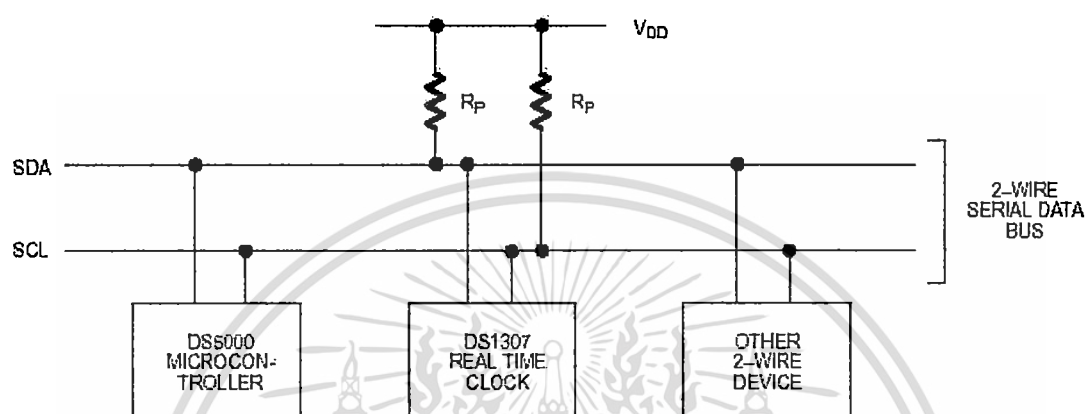 VDD
RP RP
SDA
SCL
2-WIRE
SERIAL DATA
BUS
DS5000
MICROCON-
TROLLER
DS1307
REAL TIME
CLOCK
OTHER
2-WIRE
DEVICE